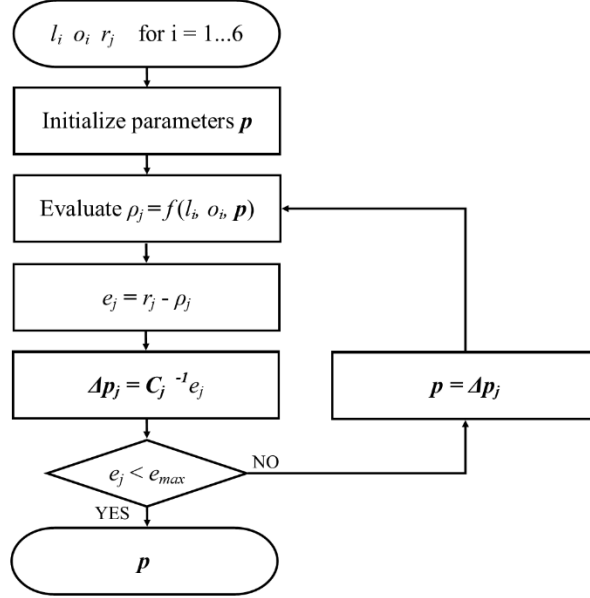 l_i o_i r_j for i = 1...6
Initialize parameters p
Evaluate ρ_j = f(l_i, o_i, p)
e_j = r_j - ρ_j
Δp_j = C_j^-1 e_j
p = Δp_j
e_j < e_max
NO
YES
p